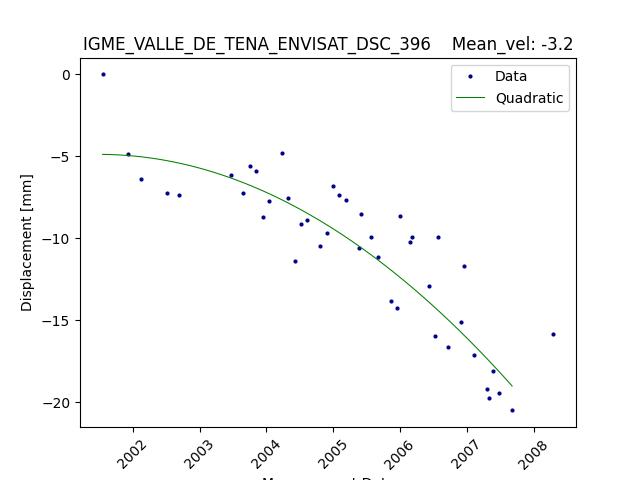 IGME_VALLE_DE_TENA_ENVISAT_DSC_396 Mean_vel: -3.2
Data
Quadratic
0
−5
−10
−15
−20
Displacement [mm]
2002 2003 2004 2005 2006 2007 2008